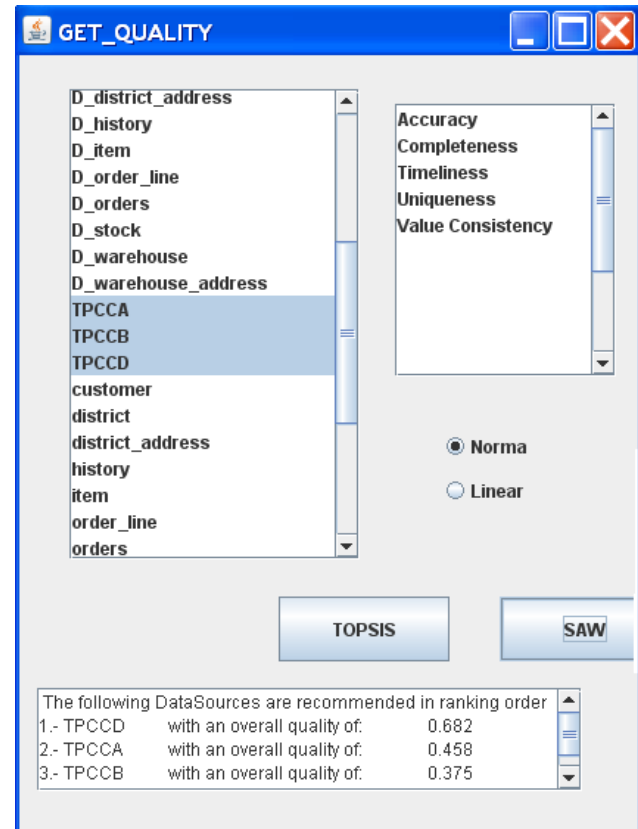 GET_QUALITY
D_district_address
D_history
D_item
D_order_line
D_orders
D_stock
D_warehouse
D_warehouse_address
TPCCA
TPCCB
TPCCD
customer
district
district_address
history
item
order_line
orders
Accuracy
Completeness
Timeliness
Uniqueness
Value Consistency
Norma
Linear
TOPSIS
SAW
The following DataSources are recommended in ranking order
1.- TPCCD with an overall quality of: 0.682
2.- TPCCA with an overall quality of: 0.458
3.- TPCCB with an overall quality of: 0.375